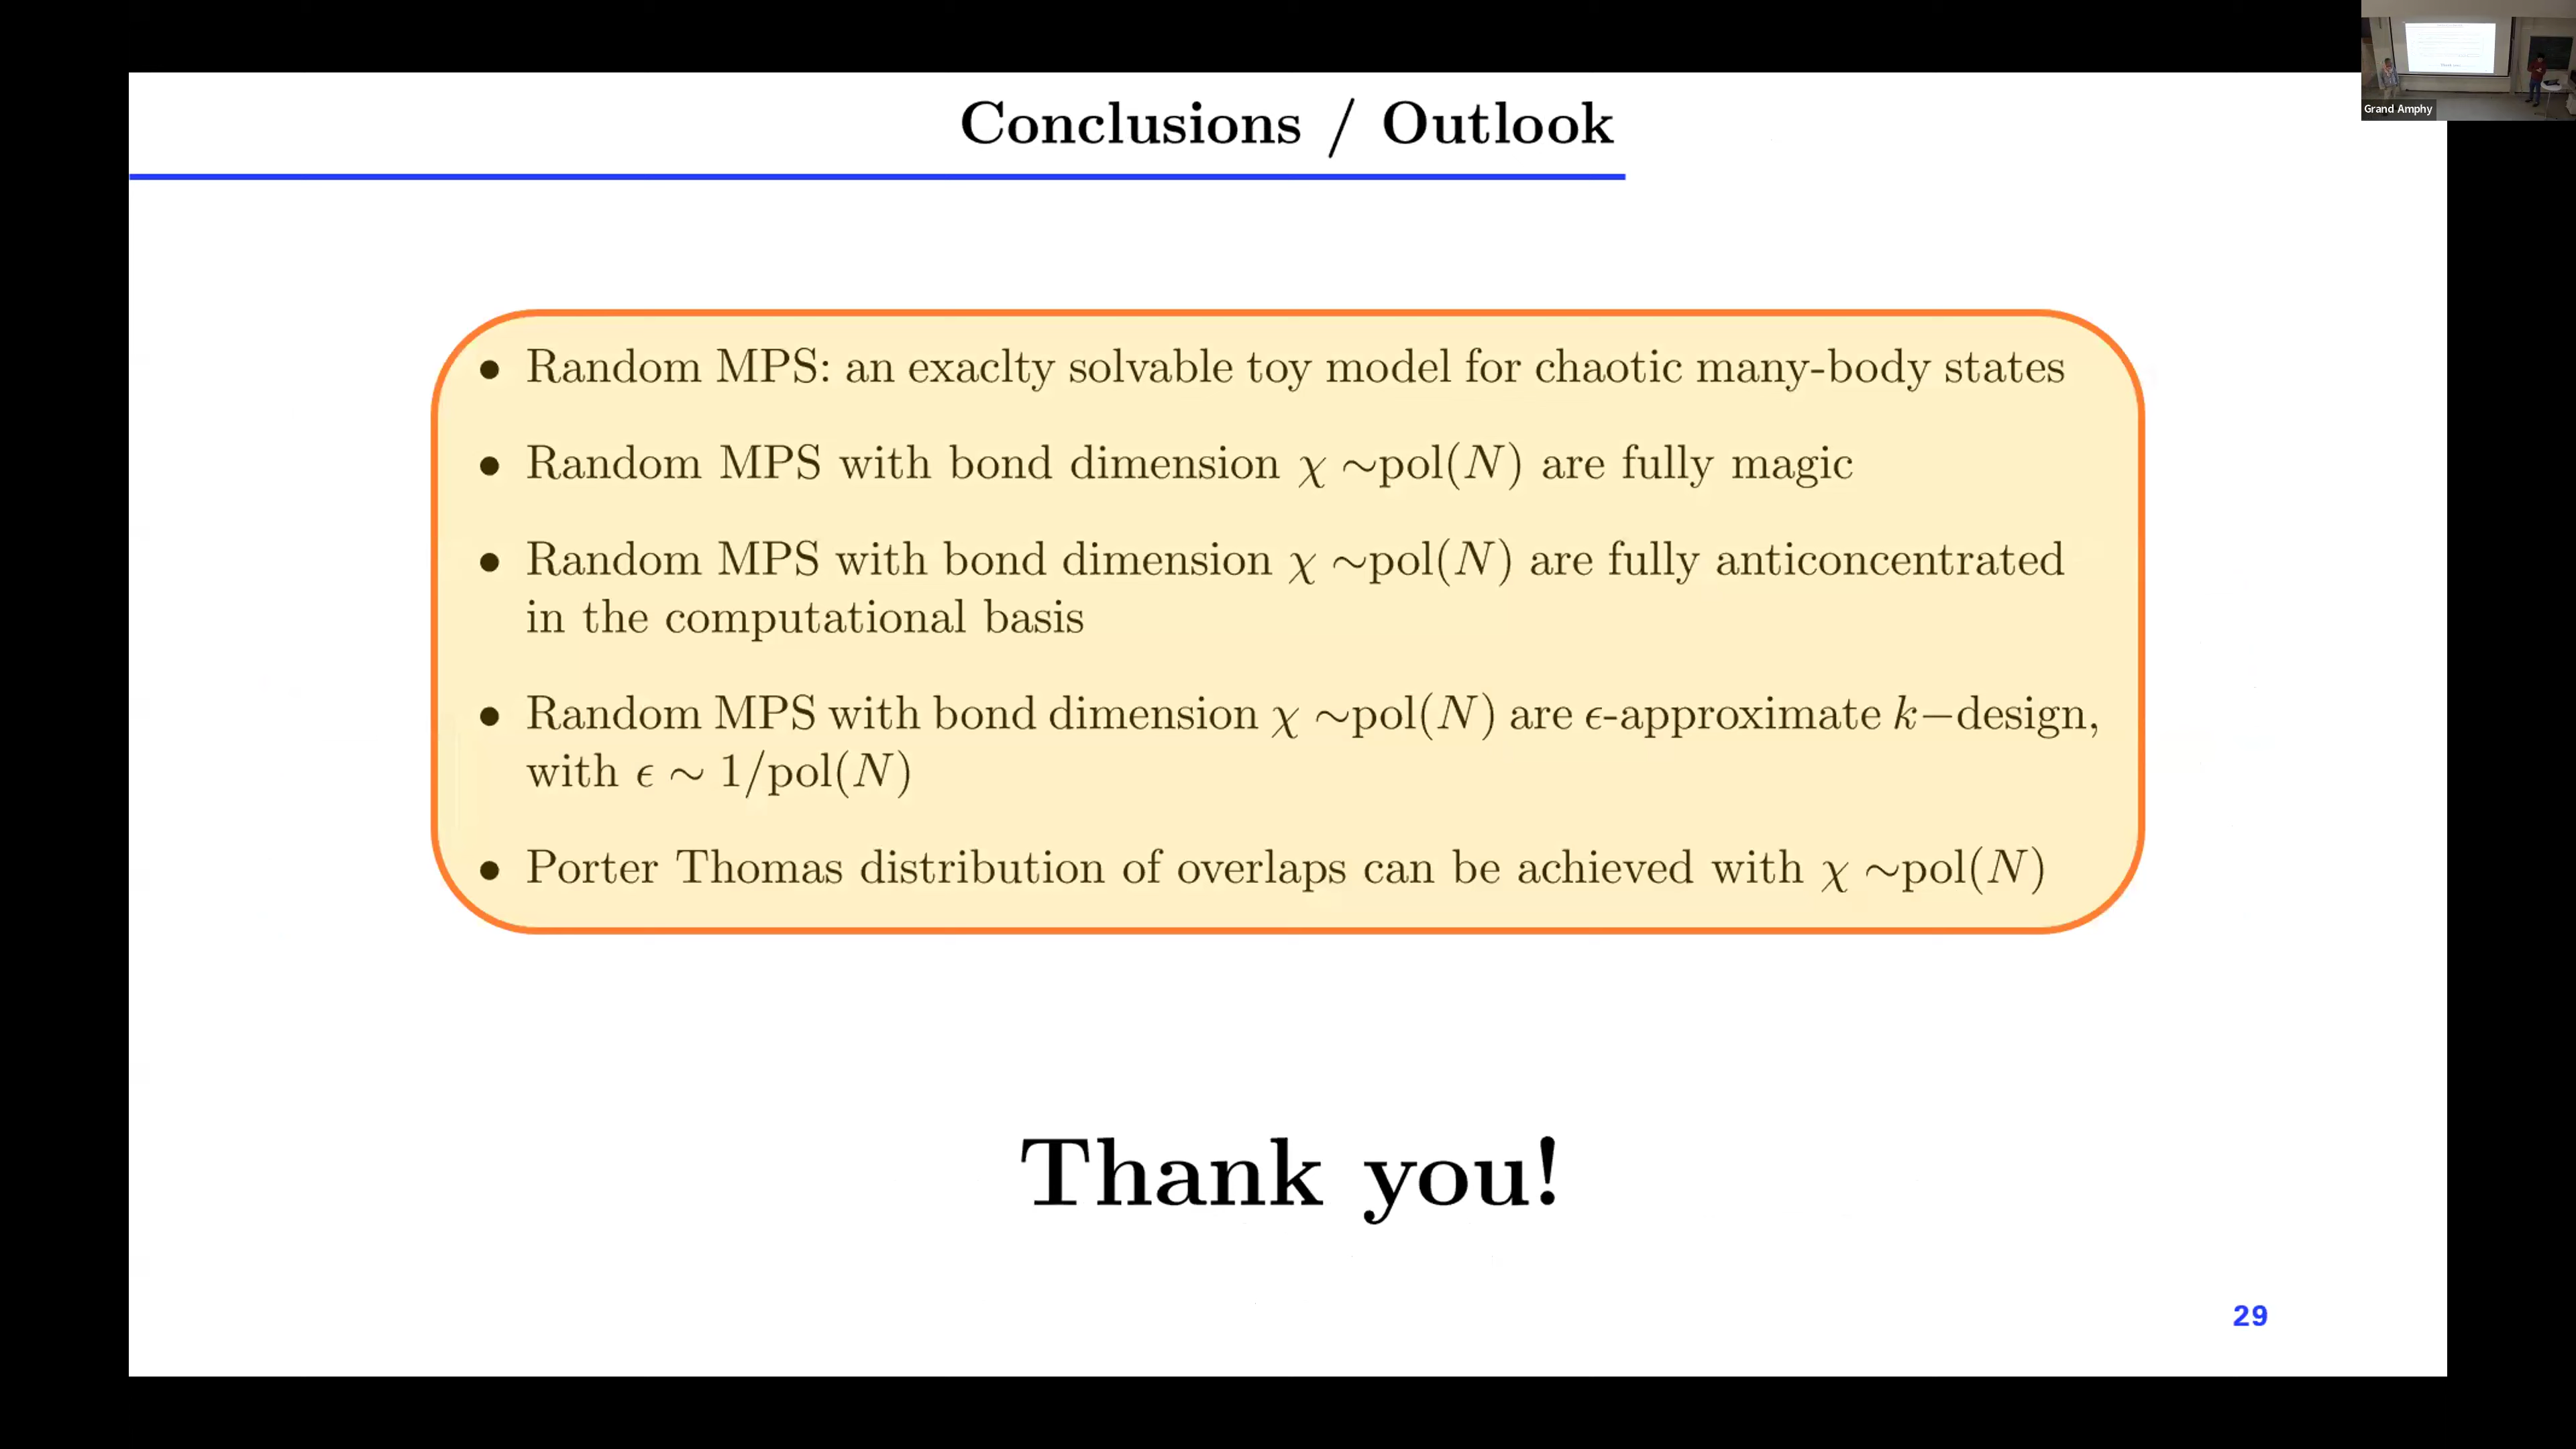 Grand Amphy
Conclusions / Outlook
• Random MPS: an exaclty solvable toy model for chaotic many-body states
• Random MPS with bond dimension χ ∼pol(N) are fully magic
• Random MPS with bond dimension χ ∼pol(N) are fully anticoncentrated
in the computational basis
• Random MPS with bond dimension χ ∼pol(N) are ϵ-approximate k−design,
with ϵ ∼ 1/pol(N)
• Porter Thomas distribution of overlaps can be achieved with χ ∼pol(N)
Thank you!
29